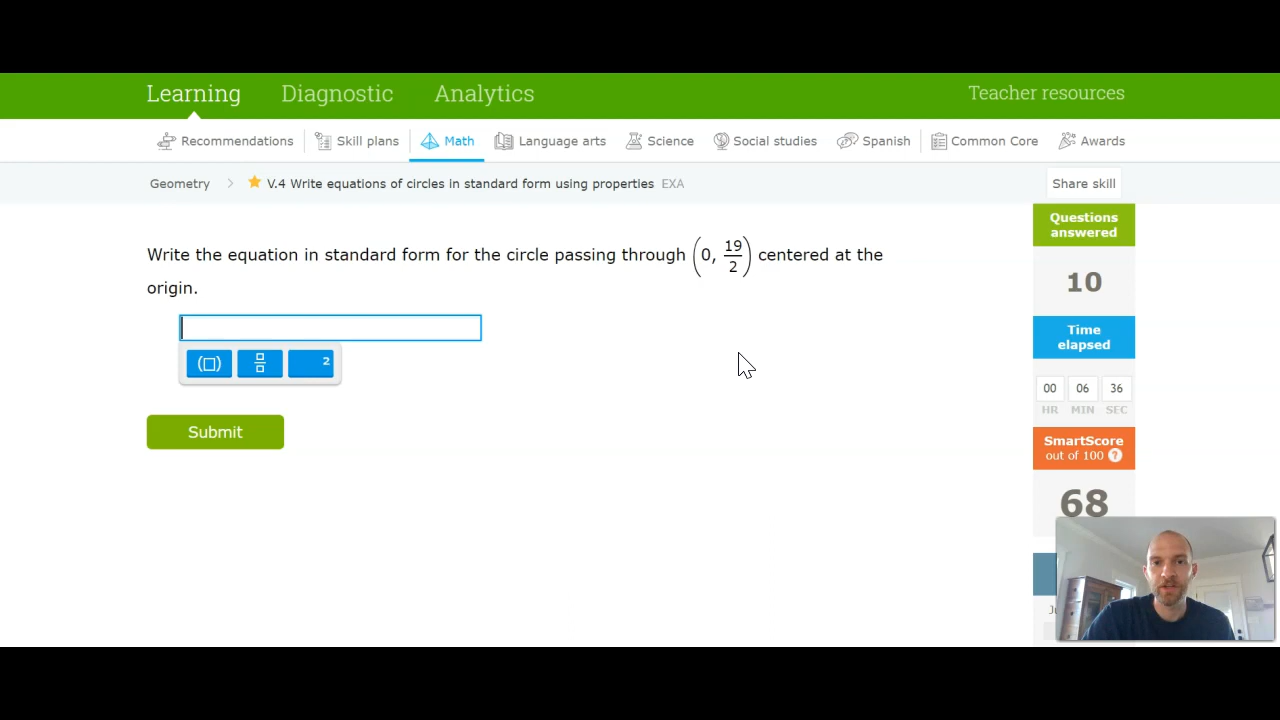 Learning Diagnostic Analytics Teacher resources
Recommendations Skill plans Math Language arts Science Social studies Spanish Common Core Awards
Geometry > V.4 Write equations of circles in standard form using properties EXA Share skill
Questions answered
10
Write the equation in standard form for the circle passing through (0, 19/2) centered at the
origin.
(□) □/□ 2
Submit
Time elapsed
00 06 36
HR MIN SEC
SmartScore
out of 100 ?
68